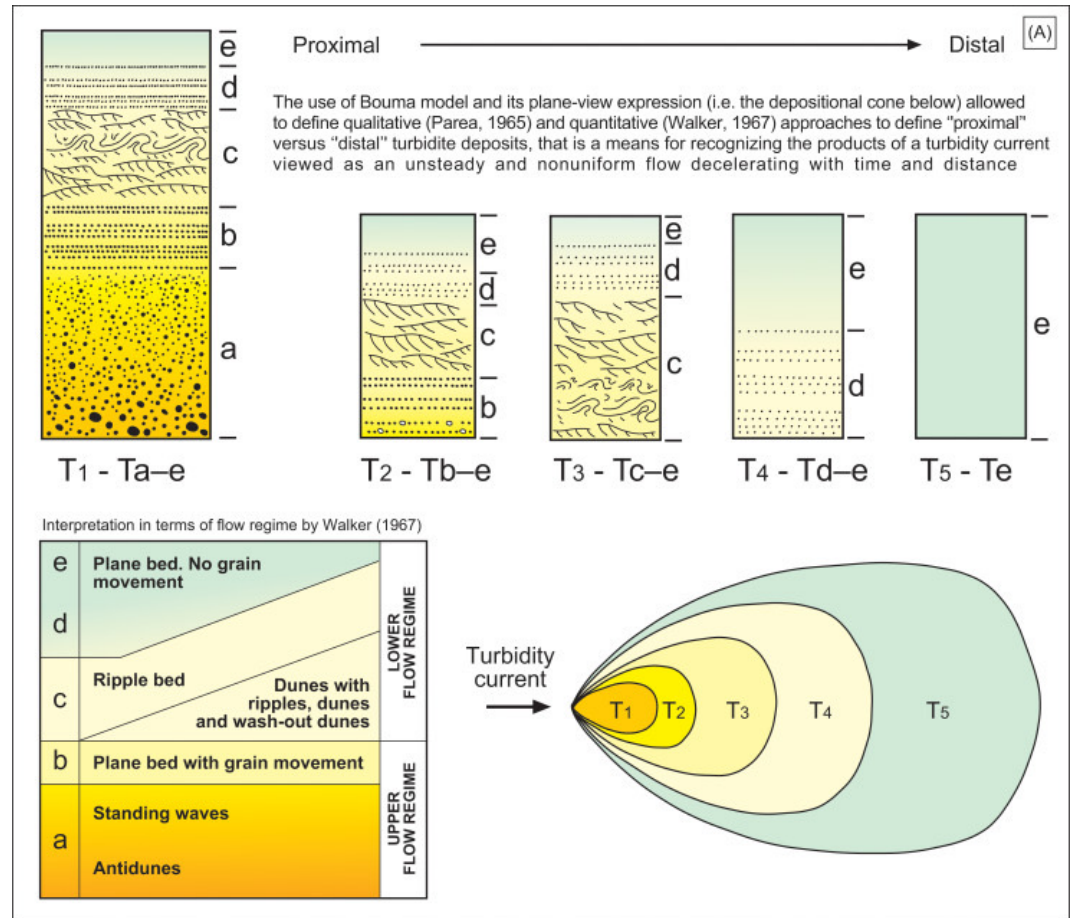 Proximal
Distal
(A)
The use of Bouma model and its plane-view expression (i.e. the depositional cone below) allowed
to define qualitative (Parea, 1965) and quantitative (Walker, 1967) approaches to define "proximal"
versus "distal" turbidite deposits, that is a means for recognizing the products of a turbidity current
viewed as an unsteady and nonuniform flow decelerating with time and distance
e
d
c
b
a
T1 - Ta–e
e
d
c
b
T2 - Tb–e
e
d
c
T3 - Tc–e
e
d
T4 - Td–e
e
T5 - Te
Interpretation in terms of flow regime by Walker (1967)
e
Plane bed. No grain
movement
d
c
Ripple bed
Dunes with
ripples, dunes
and wash-out dunes
LOWER
FLOW REGIME
b
Plane bed with grain movement
a
Standing waves
Antidunes
UPPER
FLOW REGIME
Turbidity
current
T1
T2
T3
T4
T5